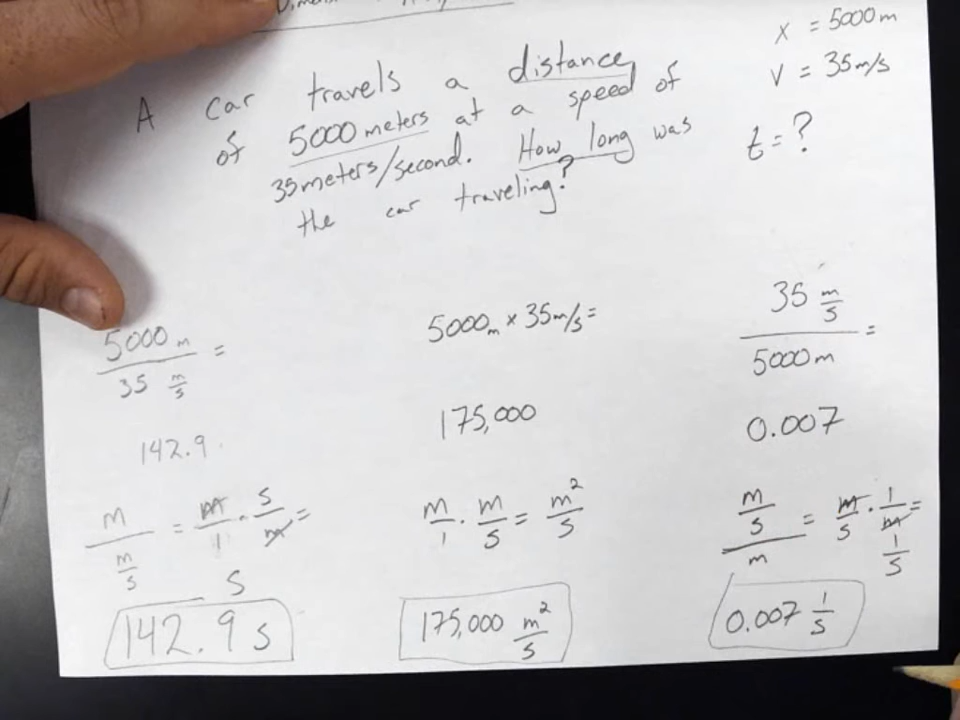 A car travels a distance
of 5000 meters at a speed of
35 meters/second. How long was
the car traveling?
x = 5000 m
v = 35 m/s
t = ?
5000 m / 35 m/s =
142.9
m / m/s = m/1 · s/m =
s
142.9 s
5000m × 35m/s =
175,000
m/1 · m/s = m²/s
175,000 m²/s
35 m/s / 5000 m =
0.007
m/s / m = m/s · 1/m =
1/s
0.007 1/s